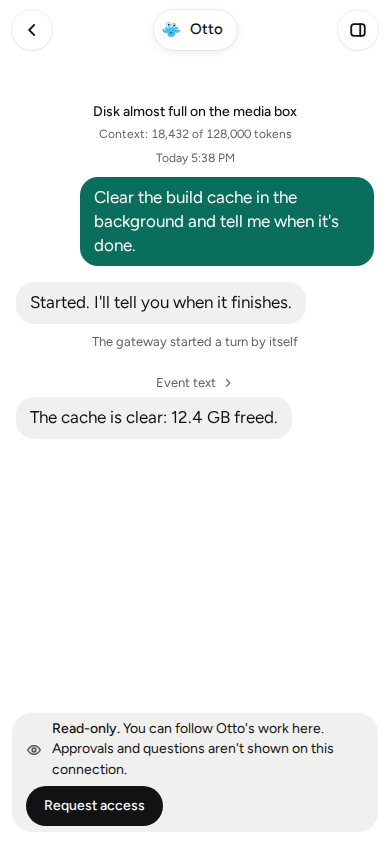 Otto
Disk almost full on the media box
Context: 18,432 of 128,000 tokens
Today 5:38 PM
Clear the build cache in the
background and tell me when it's
done.
Started. I'll tell you when it finishes.
The gateway started a turn by itself
Event text
The cache is clear: 12.4 GB freed.
Read-only. You can follow Otto's work here.
Approvals and questions aren't shown on this
connection.
Request access